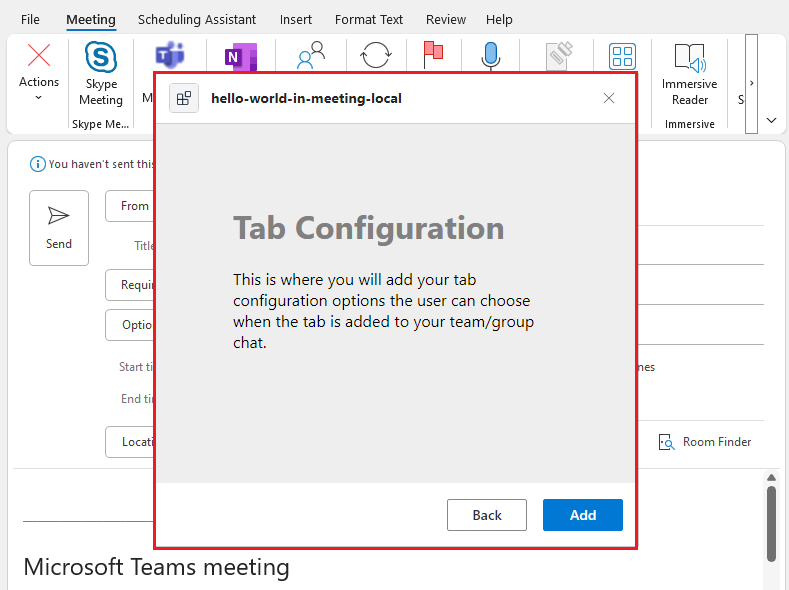 File Meeting Scheduling Assistant Insert Format Text Review Help
Actions
Skype
Meeting
M
Immersive
Reader
S
Skype Me...
Immersive
hello-world-in-meeting-local
You haven't sent this
Send
From
Title
Tab Configuration
This is where you will add your tab
configuration options the user can choose
when the tab is added to your team/group
chat.
Requir
Optio
Start ti
nes
End tim
Locati
Room Finder
Back
Add
Microsoft Teams meeting